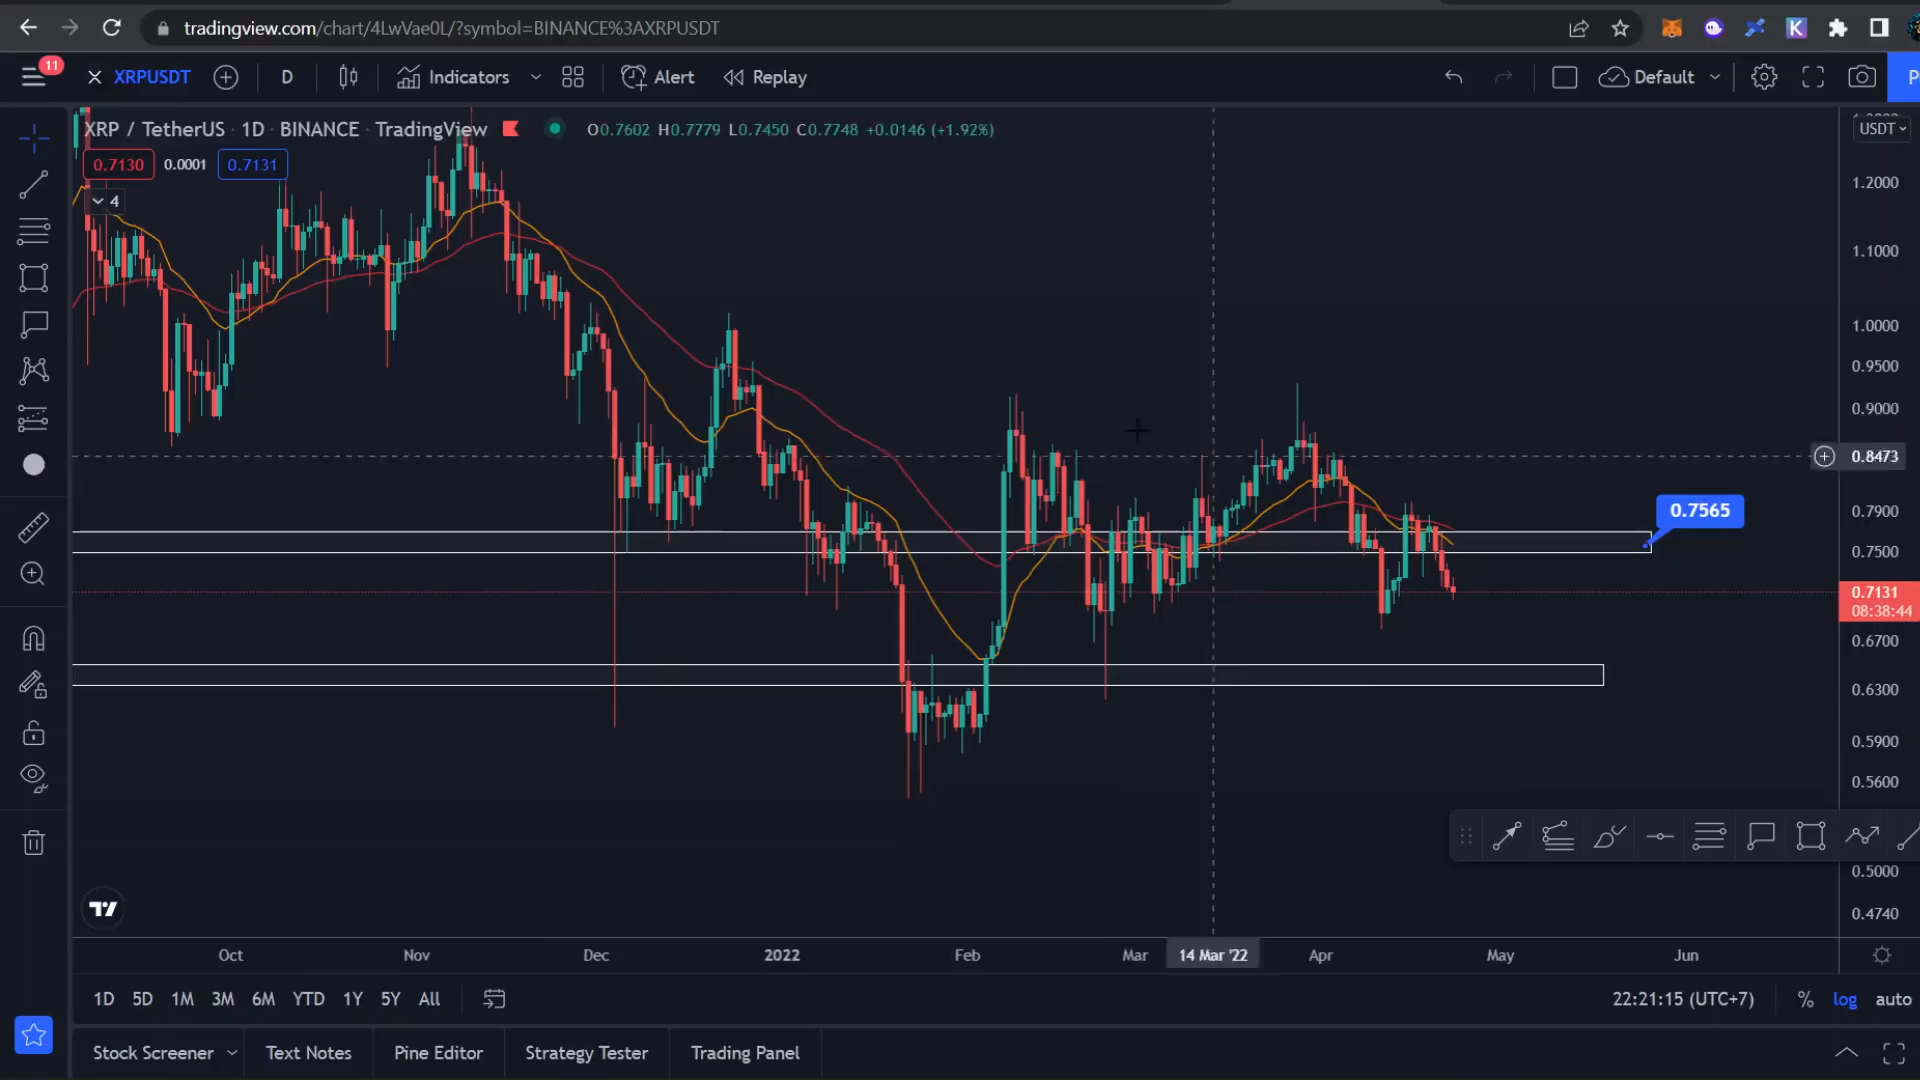 tradingview.com/chart/4LwVae0L/?symbol=BINANCE%3AXRPUSDT
11
XRPUSDT D Indicators Alert Replay Default
XRP / TetherUS · 1D · BINANCE · TradingView O0.7602 H0.7779 L0.7450 C0.7748 +0.0146 (+1.92%)
USDT
0.7130 0.0001 0.7131
4
1.2000
1.1000
1.0000
0.9500
0.9000
0.8473
0.7565
0.7900
0.7500
0.7131
08:38:44
0.6700
0.6300
0.5900
0.5600
0.5000
0.4740
Oct Nov Dec 2022 Feb Mar 14 Mar '22 Apr May Jun
1D 5D 1M 3M 6M YTD 1Y 5Y All 22:21:15 (UTC+7) % log auto
Stock Screener Text Notes Pine Editor Strategy Tester Trading Panel